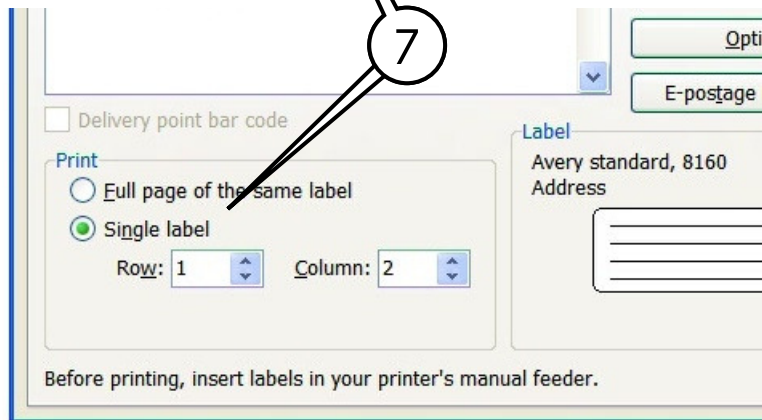 7
Opti
E-postage
Delivery point bar code
Print
Full page of the same label
Single label
Row: 1 Column: 2
Label
Avery standard, 8160
Address
Before printing, insert labels in your printer's manual feeder.